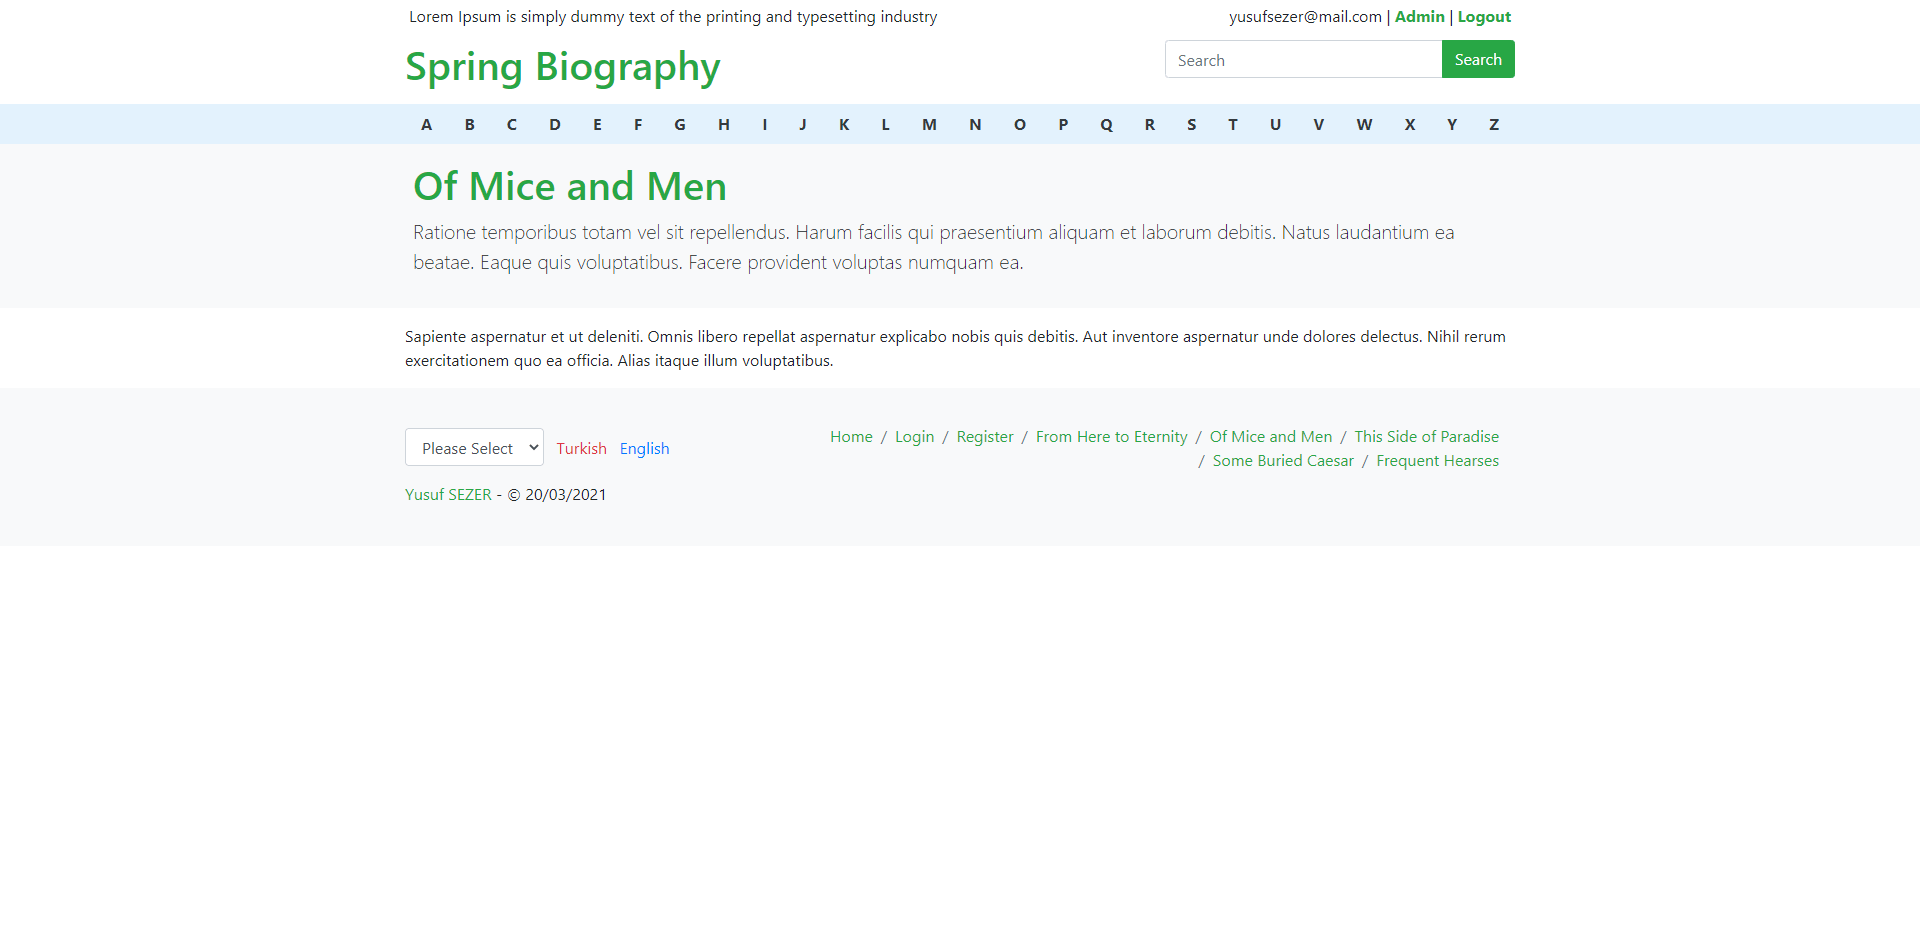 Lorem Ipsum is simply dummy text of the printing and typesetting industry
yusufsezer@mail.com | Admin | Logout
Spring Biography
Search
Search
A B C D E F G H I J K L M N O P Q R S T U V W X Y Z
Of Mice and Men
Ratione temporibus totam vel sit repellendus. Harum facilis qui praesentium aliquam et laborum debitis. Natus laudantium ea
beatae. Eaque quis voluptatibus. Facere provident voluptas numquam ea.
Sapiente aspernatur et ut deleniti. Omnis libero repellat aspernatur explicabo nobis quis debitis. Aut inventore aspernatur unde dolores delectus. Nihil rerum
exercitationem quo ea officia. Alias itaque illum voluptatibus.
Please Select Turkish English
Home / Login / Register / From Here to Eternity / Of Mice and Men / This Side of Paradise
/ Some Buried Caesar / Frequent Hearses
Yusuf SEZER - © 20/03/2021